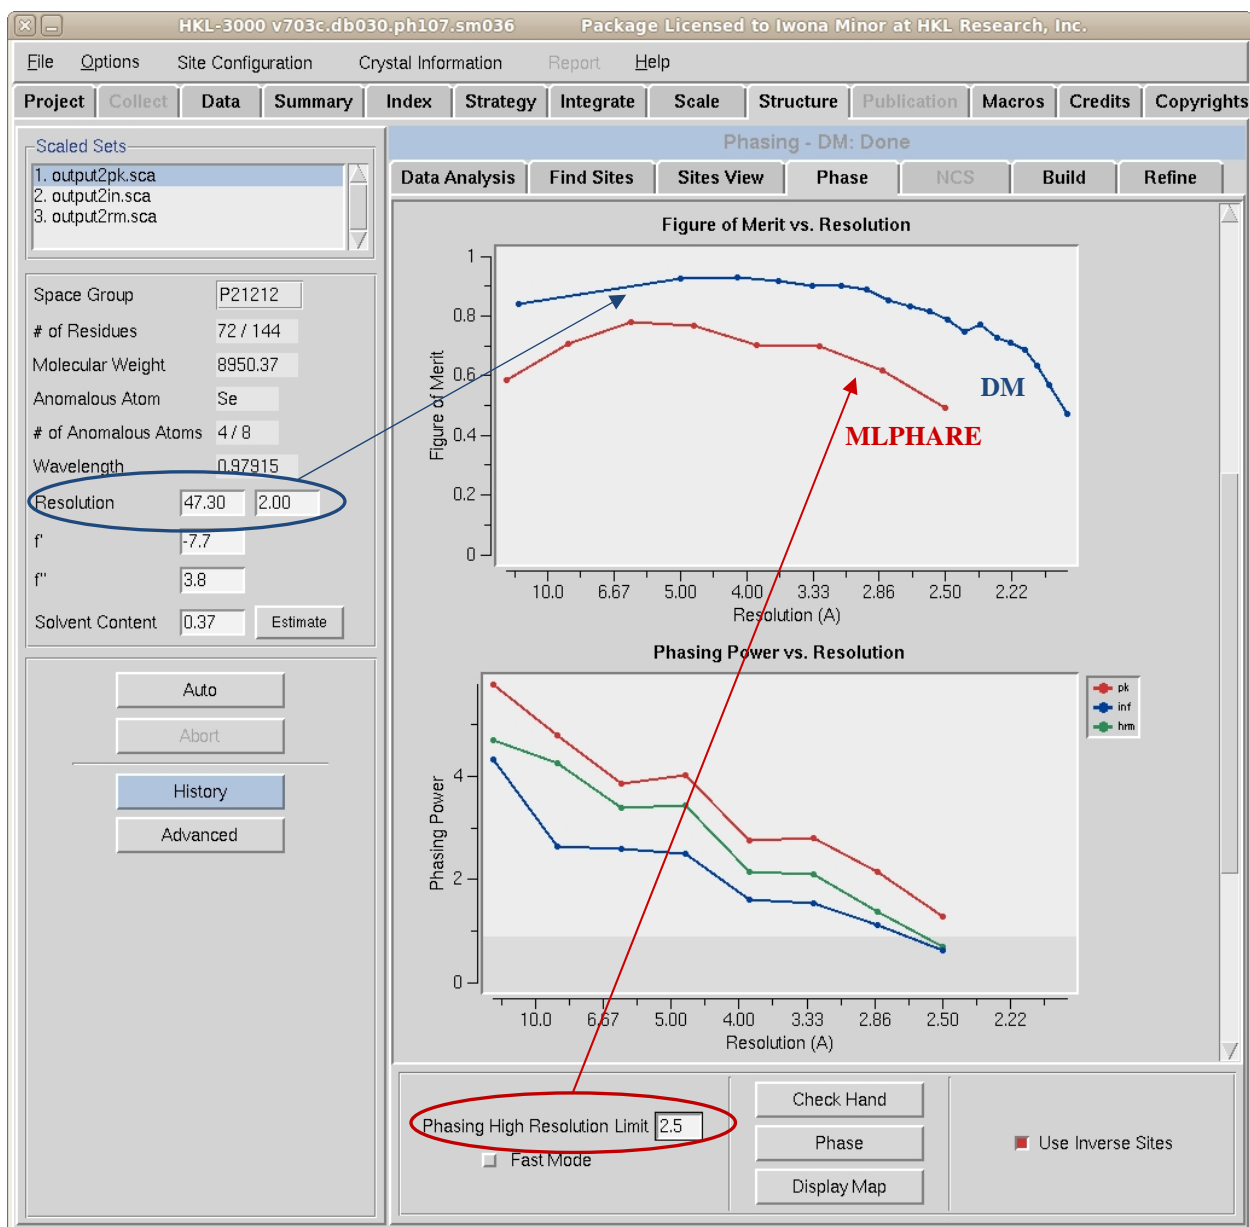 HKL-3000 v703c.db030.ph107.sm036 Package Licensed to Iwona Minor at HKL Research, Inc.
File Options Site Configuration Crystal Information Report Help
Project Collect Data Summary Index Strategy Integrate Scale Structure Publication Macros Credits Copyrights
Scaled Sets
1. output2pk.sca
2. output2in.sca
3. output2rm.sca
Space Group P21212
# of Residues 72 / 144
Molecular Weight 8950.37
Anomalous Atom Se
# of Anomalous Atoms 4 / 8
Wavelength 0.97915
Resolution 47.30 2.00
f' -7.7
f" 3.8
Solvent Content 0.37 Estimate
Auto
Abort
History
Advanced
Phasing - DM: Done
Data Analysis Find Sites Sites View Phase NCS Build Refine
Figure of Merit vs. Resolution
Figure of Merit
1
0.8
0.6
0.4
0.2
0
DM
MLPHARE
10.0 6.67 5.00 4.00 3.33 2.86 2.50 2.22
Resolution (A)
Phasing Power vs. Resolution
Phasing Power
4
2
0
pk
inf
hrm
10.0 6.67 5.00 4.00 3.33 2.86 2.50 2.22
Resolution (A)
Phasing High Resolution Limit 2.5
Fast Mode
Check Hand
Phase
Display Map
Use Inverse Sites